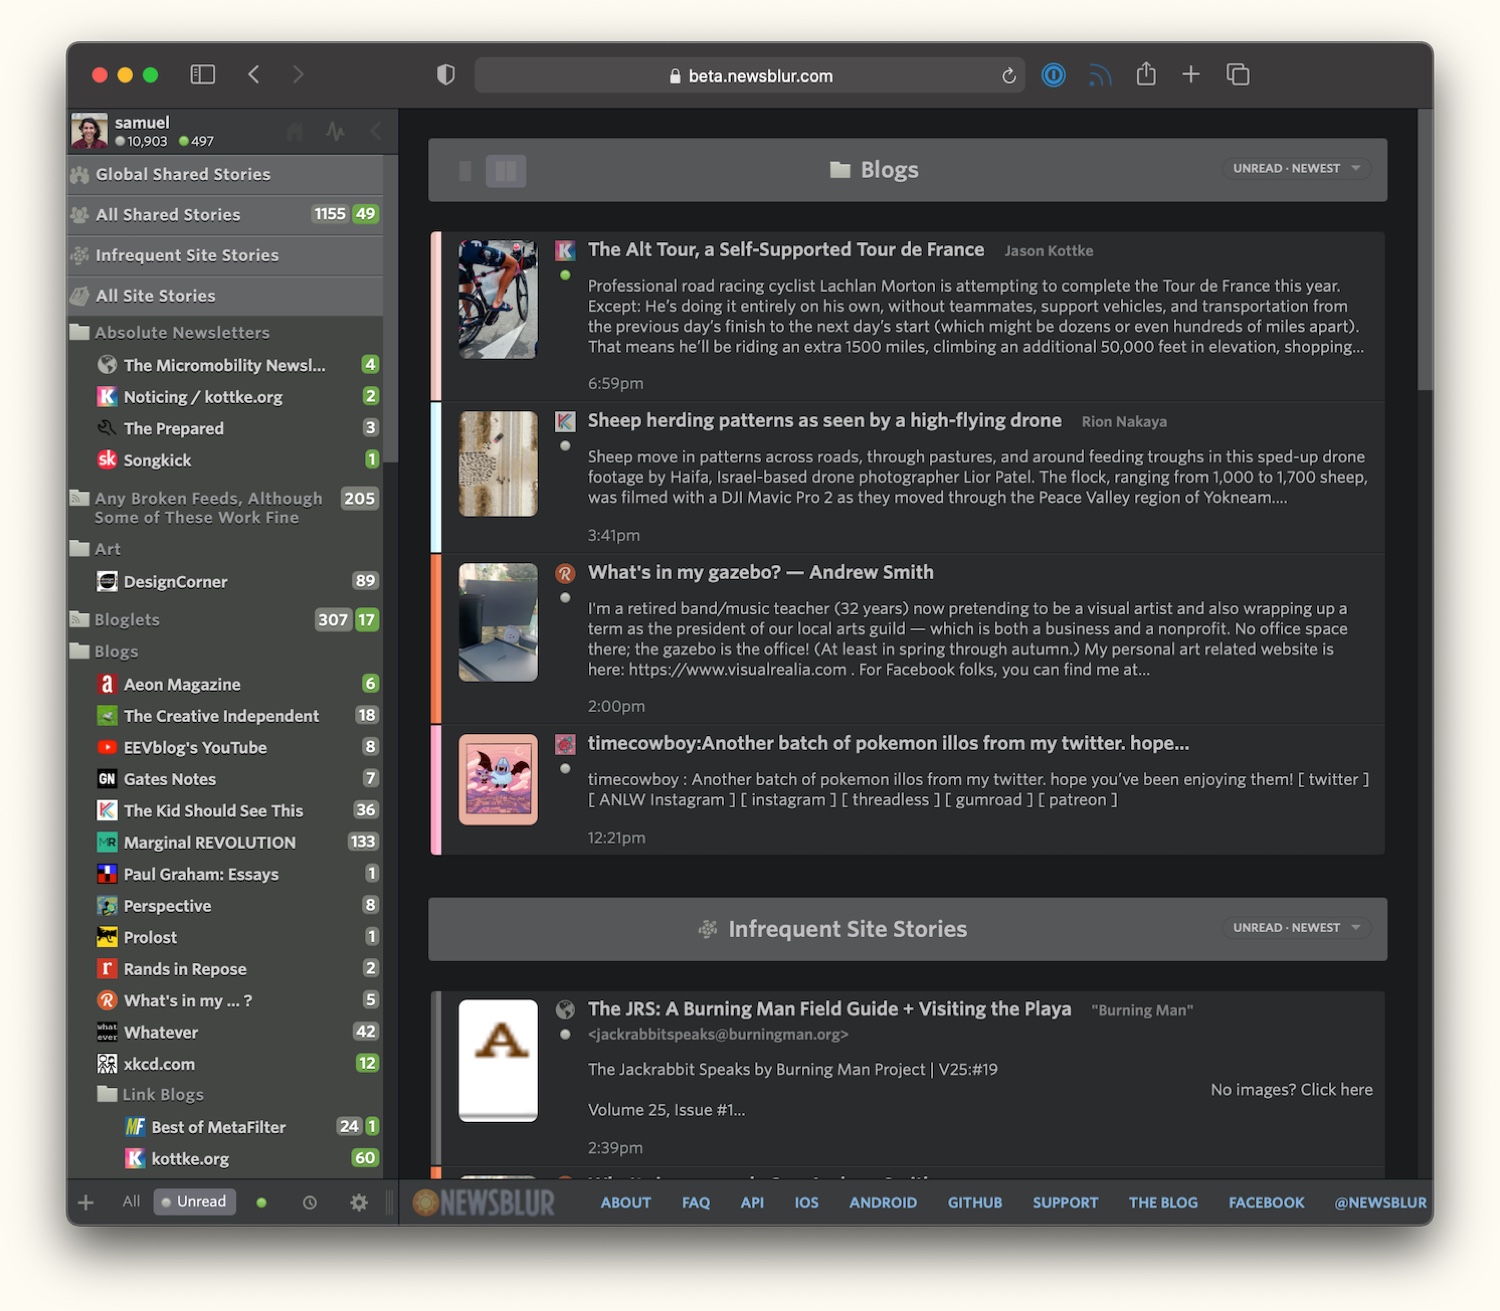 beta.newsblur.com
samuel
10,903 497
Global Shared Stories
All Shared Stories 1155 49
Infrequent Site Stories
All Site Stories
Absolute Newsletters
The Micromobility Newsl... 4
Noticing / kottke.org 2
The Prepared 3
sk Songkick 1
Any Broken Feeds, Although 205
Some of These Work Fine
Art
DesignCorner 89
Bloglets 307 17
Blogs
a Aeon Magazine 6
The Creative Independent 18
EEVblog's YouTube 8
GN Gates Notes 7
The Kid Should See This 36
MR Marginal REVOLUTION 133
Paul Graham: Essays 1
Perspective 8
Prolost 1
r Rands in Repose 2
R What's in my ... ? 5
what ever Whatever 42
xkcd.com 12
Link Blogs
MF Best of MetaFilter 24 1
K kottke.org 60
All Unread
Blogs
UNREAD · NEWEST
K The Alt Tour, a Self-Supported Tour de France Jason Kottke
Professional road racing cyclist Lachlan Morton is attempting to complete the Tour de France this year.
Except: He's doing it entirely on his own, without teammates, support vehicles, and transportation from
the previous day's finish to the next day's start (which might be dozens or even hundreds of miles apart).
That means he'll be riding an extra 1500 miles, climbing an additional 50,000 feet in elevation, shopping...
6:59pm
K Sheep herding patterns as seen by a high-flying drone Rion Nakaya
Sheep move in patterns across roads, through pastures, and around feeding troughs in this sped-up drone
footage by Haifa, Israel-based drone photographer Lior Patel. The flock, ranging from 1,000 to 1,700 sheep,
was filmed with a DJI Mavic Pro 2 as they moved through the Peace Valley region of Yokneam....
3:41pm
R What's in my gazebo? — Andrew Smith
I'm a retired band/music teacher (32 years) now pretending to be a visual artist and also wrapping up a
term as the president of our local arts guild — which is both a business and a nonprofit. No office space
there; the gazebo is the office! (At least in spring through autumn.) My personal art related website is
here: https://www.visualrealia.com . For Facebook folks, you can find me at...
2:00pm
timecowboy:Another batch of pokemon illos from my twitter. hope...
timecowboy : Another batch of pokemon illos from my twitter. hope you've been enjoying them! [ twitter ]
[ ANLW Instagram ] [ instagram ] [ threadless ] [ gumroad ] [ patreon ]
12:21pm
Infrequent Site Stories
UNREAD · NEWEST
A
The JRS: A Burning Man Field Guide + Visiting the Playa "Burning Man"
<jackrabbitspeaks@burningman.org>
The Jackrabbit Speaks by Burning Man Project | V25:#19
No images? Click here
Volume 25, Issue #1...
2:39pm
NEWSBLUR ABOUT FAQ API IOS ANDROID GITHUB SUPPORT THE BLOG FACEBOOK @NEWSBLUR